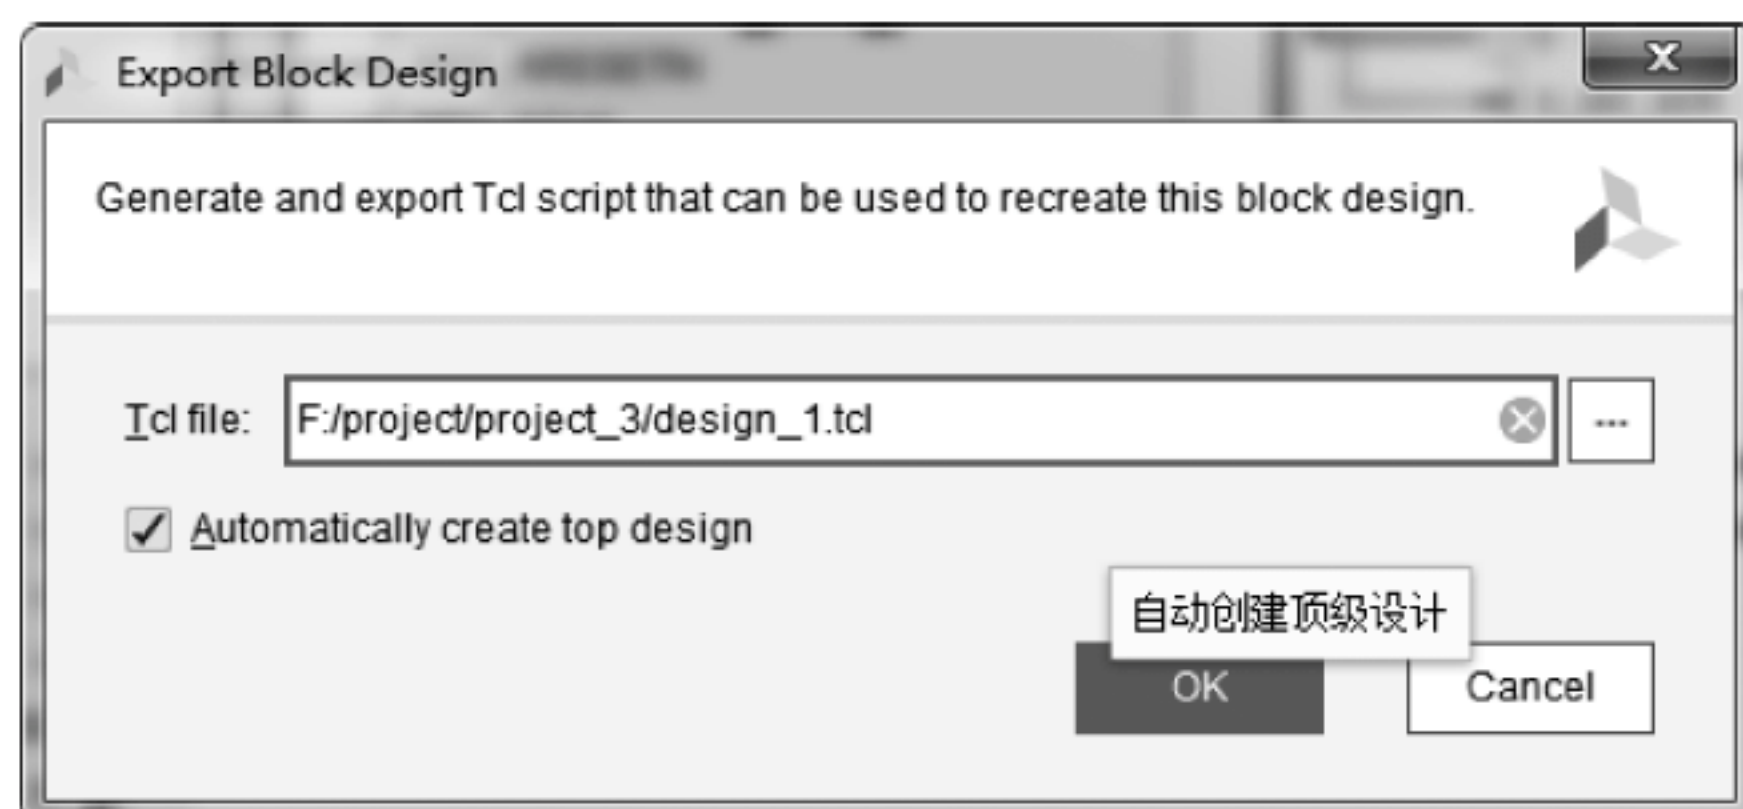 Export Block Design
Generate and export Tcl script that can be used to recreate this block design.
Tcl file: F:/project/project_3/design_1.tcl ...
Automatically create top design
自动创建顶级设计
OK Cancel